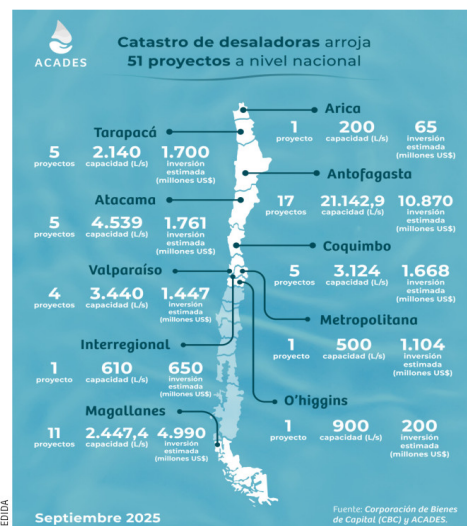 ACADES
Catastro de desaladoras arroja
51 proyectos a nivel nacional
Arica
1 200 65
proyecto capacidad (L/s) inversión
estimada
(millones US$)
Tarapacá
5 2.140 1.700
proyectos capacidad (L/s) inversión
estimada
(millones US$)
Antofagasta
17 21.142,9 10.870
proyectos capacidad (L/s) inversión
estimada
(millones US$)
Atacama
5 4.539 1.761
proyectos capacidad (L/s) inversión
estimada
(millones US$)
Coquimbo
5 3.124 1.668
proyectos capacidad (L/s) inversión
estimada
(millones US$)
Valparaíso
4 3.440 1.447
proyectos capacidad (L/s) inversión
estimada
(millones US$)
Metropolitana
1 500 1.104
proyecto capacidad (L/s) inversión
estimada
(millones US$)
Interregional
1 610 650
proyecto capacidad (L/s) inversión
estimada
(millones US$)
O'higgins
1 900 200
proyecto capacidad (L/s) inversión
estimada
(millones US$)
Magallanes
11 2.447,4 4.990
proyectos capacidad (L/s) inversión
estimada
(millones US$)
Septiembre 2025
Fuente: Corporación de Bienes
de Capital (CBC) y ACADES.
EDIDA